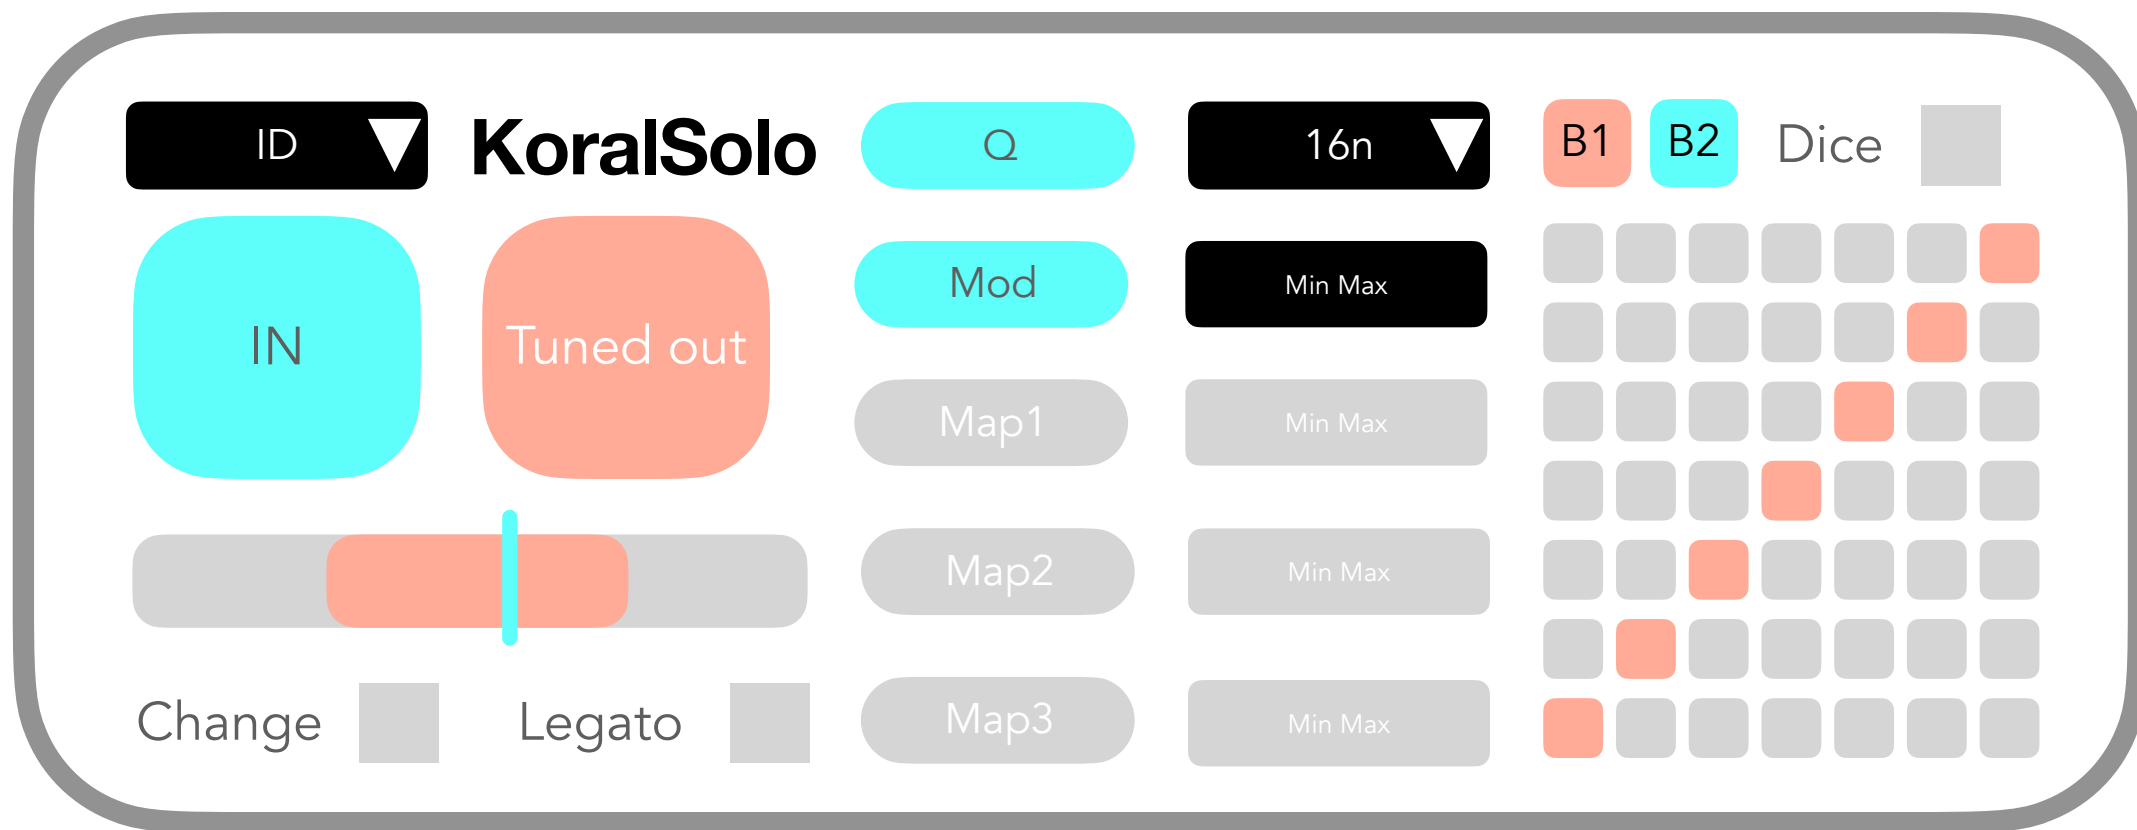 ID
KoralSolo
Q
16n
B1
B2
Dice
IN
Tuned out
Mod
Min Max
Map1
Min Max
Map2
Min Max
Change
Legato
Map3
Min Max